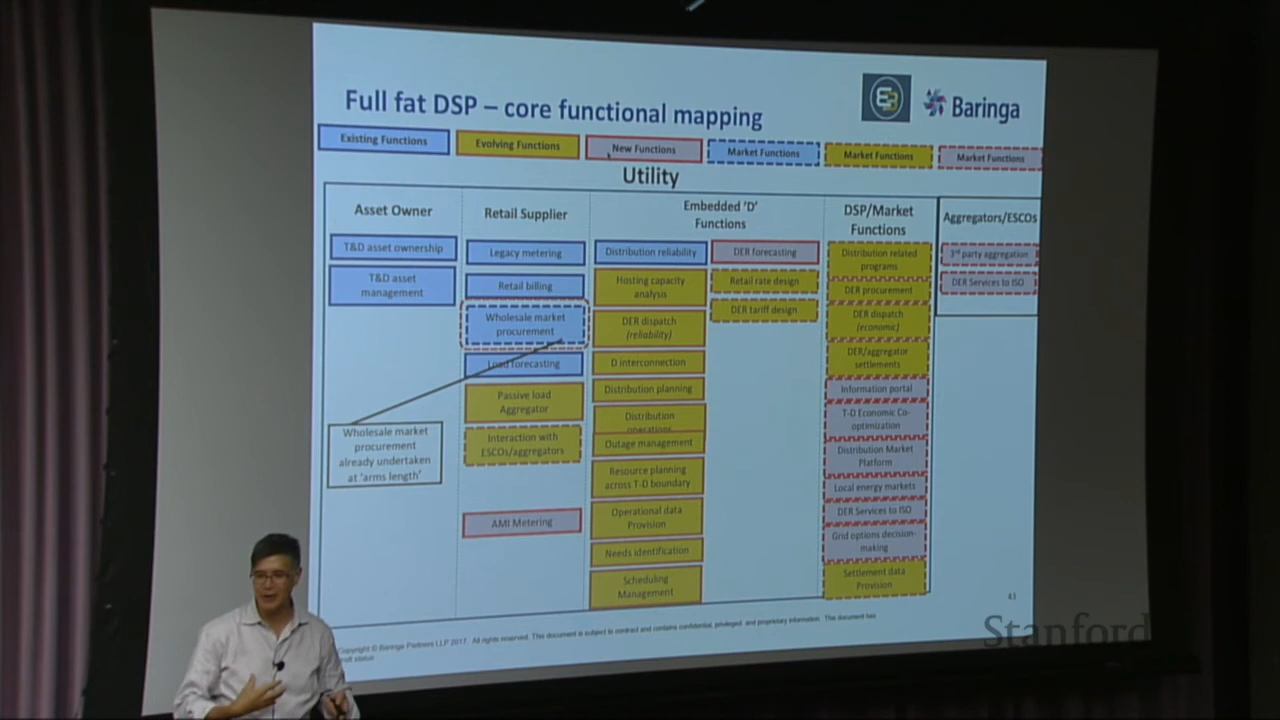 Full fat DSP – core functional mapping
Baringa
Existing Functions
Evolving Functions
New Functions
Market Functions
Market Functions
Market Functions
Utility
Asset Owner
T&D asset ownership
T&D asset
management
Wholesale market
procurement
already undertaken
at 'arms length'
Retail Supplier
Legacy metering
Retail billing
Wholesale market
procurement
Load forecasting
Passive load
Aggregator
Interaction with
ESCOs/aggregators
AMI Metering
Embedded 'D'
Functions
Distribution reliability
Hosting capacity
analysis
DER dispatch
(reliability)
D interconnection
Distribution planning
Distribution
operations
Outage management
Resource planning
across T-D boundary
Operational data
Provision
Needs identification
Scheduling
Management
DER forecasting
Retail rate design
DER tariff design
DSP/Market
Functions
Distribution related
programs
DER procurement
DER dispatch
(economic)
DER/aggregator
settlements
Information portal
T-D Economic Co-
optimization
Distribution Market
Platform
Local energy markets
DER Services to ISO
Grid options decision-
making
Settlement data
Provision
Aggregators/ESCOs
3rd party aggregation
DER Services to ISO
43
Copyright © Baringa Partners LLP 2017. All rights reserved. This document is subject to contract and contains confidential, privileged and proprietary information. This document has
draft status
Stanford